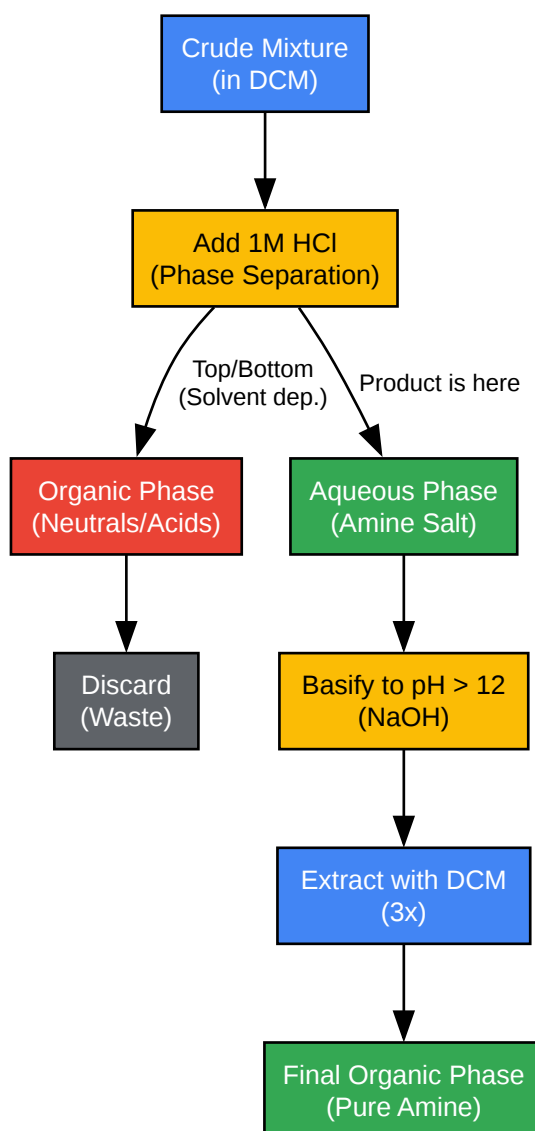 Crude Mixture
(in DCM)
Add 1M HCl
(Phase Separation)
Top/Bottom
(Solvent dep.)
Product is here
Organic Phase
(Neutrals/Acids)
Aqueous Phase
(Amine Salt)
Discard
(Waste)
Basify to pH > 12
(NaOH)
Extract with DCM
(3x)
Final Organic Phase
(Pure Amine)